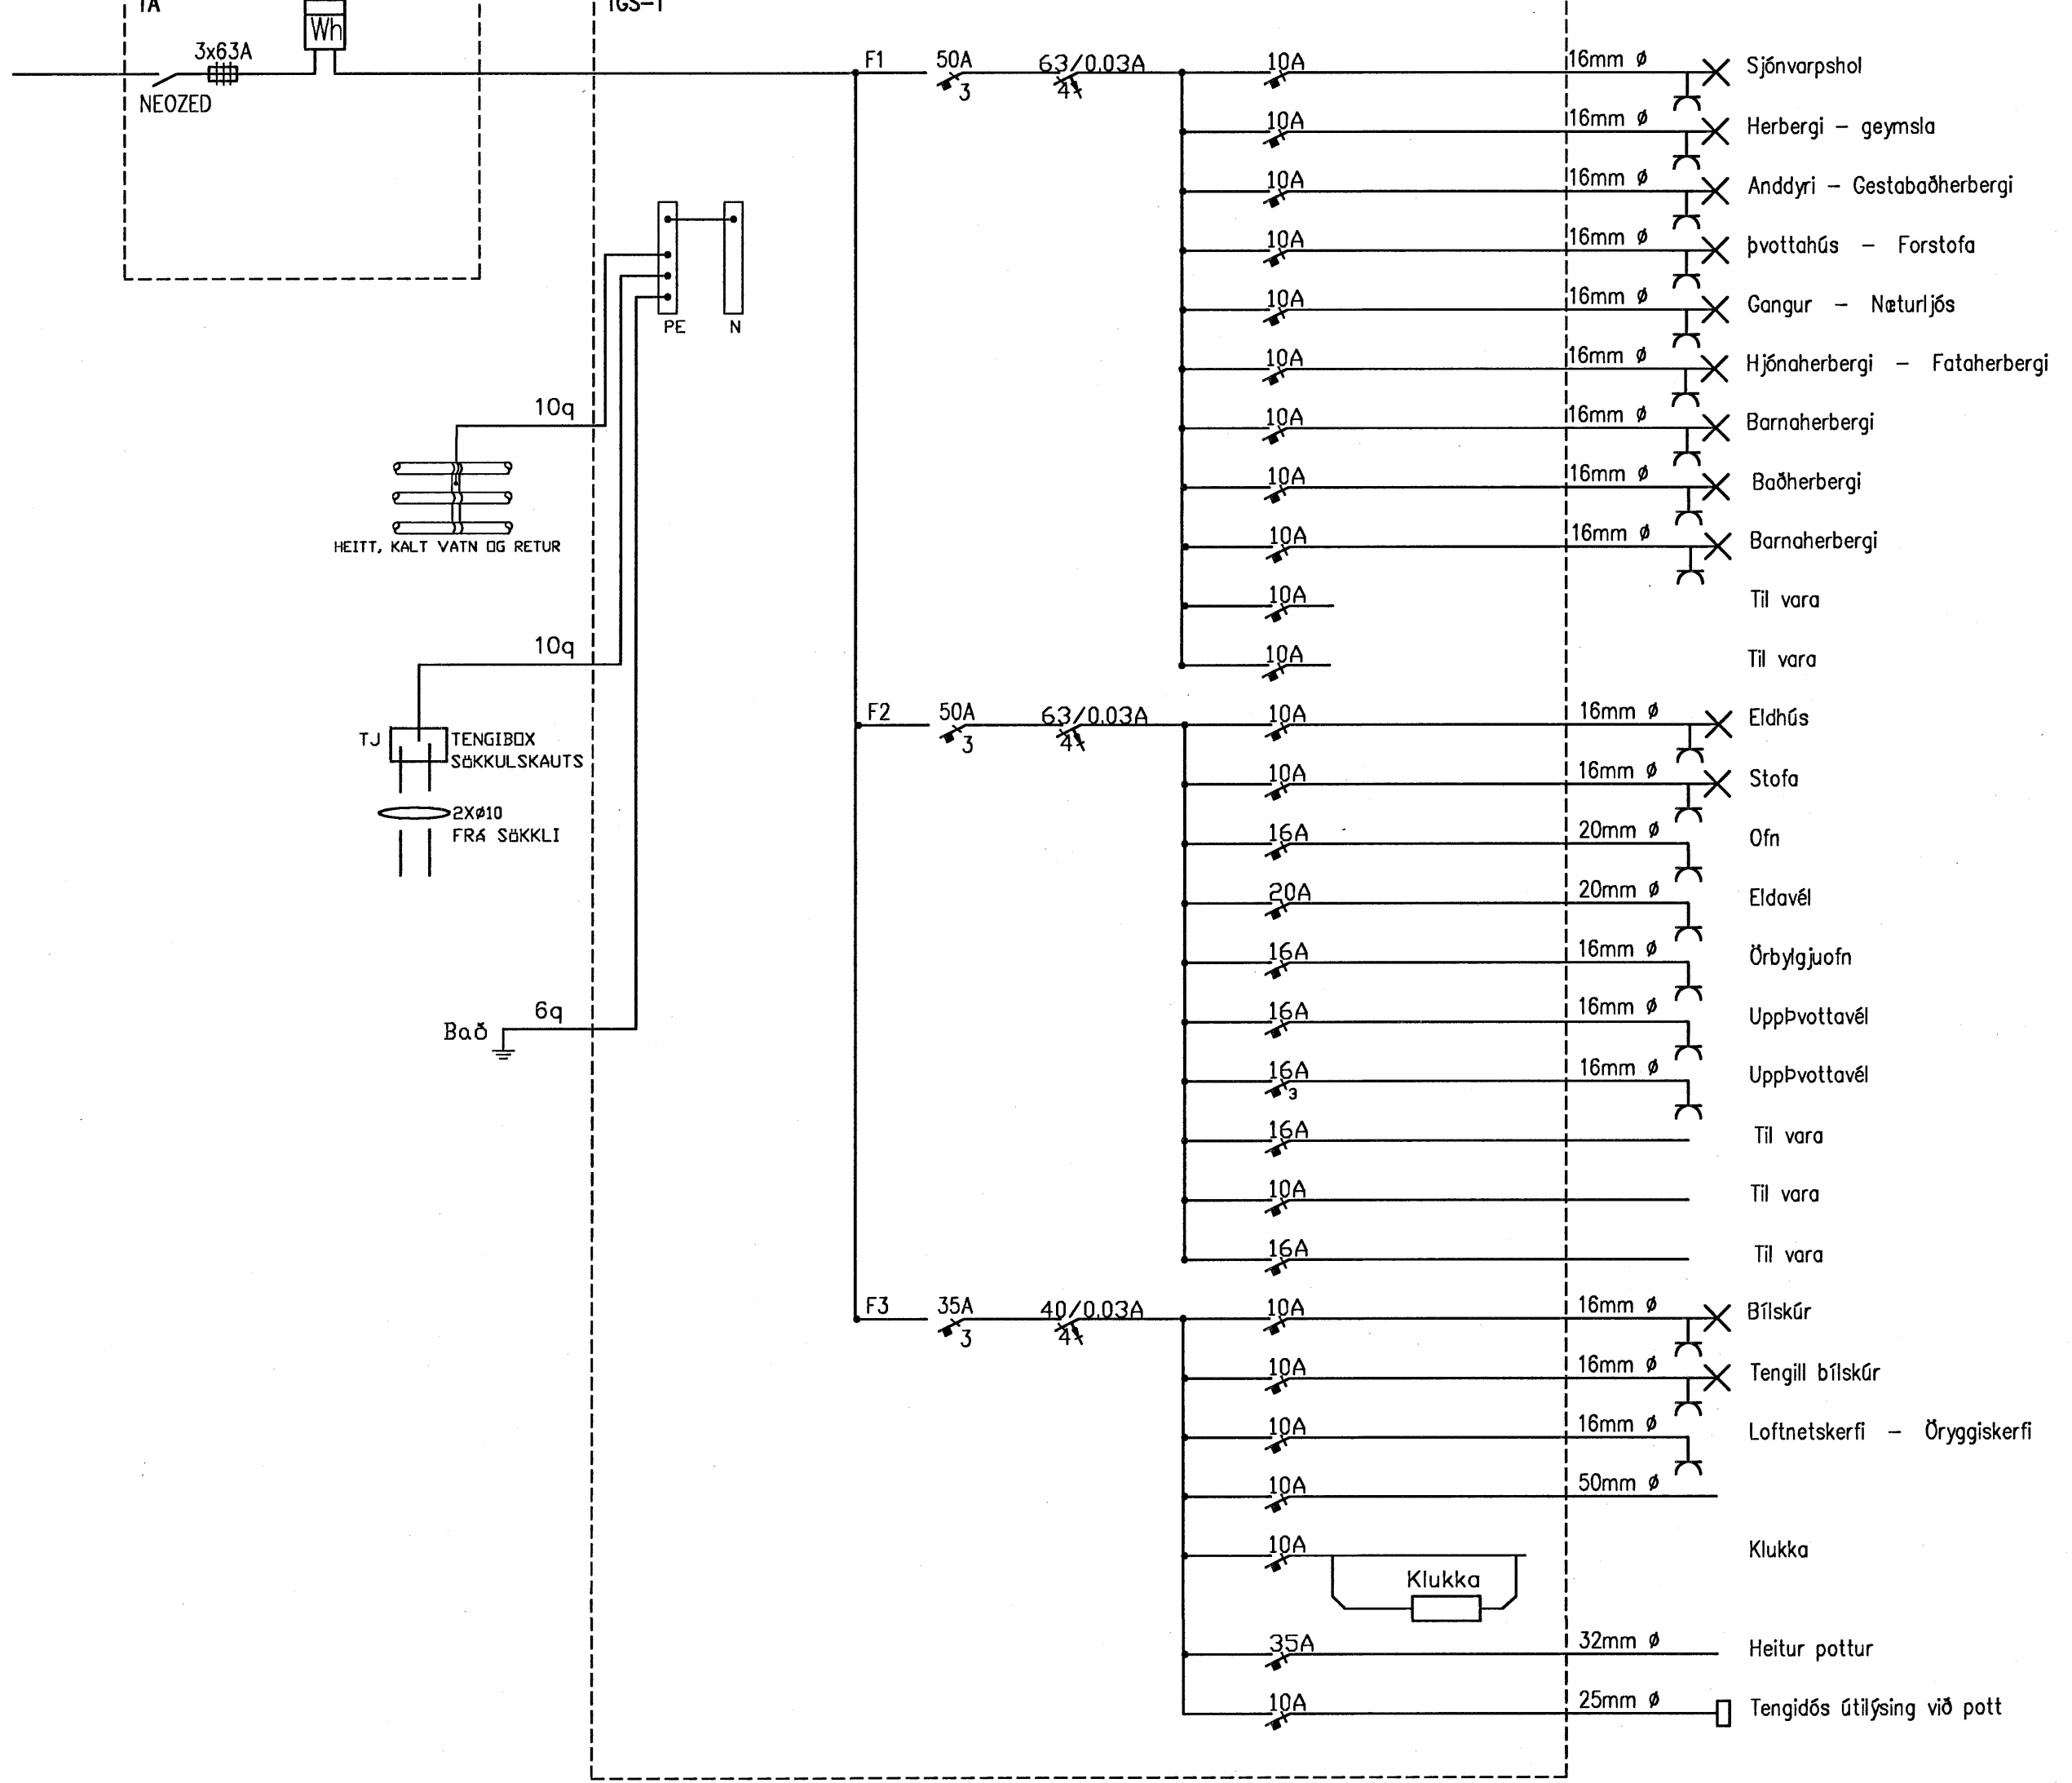 TA
TGS-1
Wh
3x63A
NEOZED
F1 50A 3 63/0.03A 4
10A 16mm ø Sjónvarpshol
10A 16mm ø Herbergi - geymsla
10A 16mm ø Anddyri - Gestabaðherbergi
10A 16mm ø Þvottahús - Forstofa
10A 16mm ø Gangur - Næturljós
10A 16mm ø Hjónaherbergi - Fataherbergi
10A 16mm ø Barnaherbergi
10A 16mm ø Baðherbergi
10A 16mm ø Barnaherbergi
10A Til vara
10A Til vara
PE N
10q
HEITT, KALT VATN OG RETUR
10q
TJ TENGIBOX
SÖKKULSKAUTS
2Xø10
FRÁ SÖKKLI
6q
Bað
F2 50A 3 63/0.03A 4
10A 16mm ø Eldhús
10A 16mm ø Stofa
16A 20mm ø Ofn
20A 20mm ø Eldavél
16A 16mm ø Örbylgjuofn
16A 16mm ø UppÞvottavél
16A 3 16mm ø UppÞvottavél
16A Til vara
10A Til vara
16A Til vara
F3 35A 3 40/0.03A 4
10A 16mm ø Bílskúr
10A 16mm ø Tengill bílskúr
10A 16mm ø Loftnetskerfi - Öryggiskerfi
10A 50mm ø
10A Klukka
Klukka
35A 32mm ø Heitur pottur
10A 25mm ø Tengidós útilýsing við pott